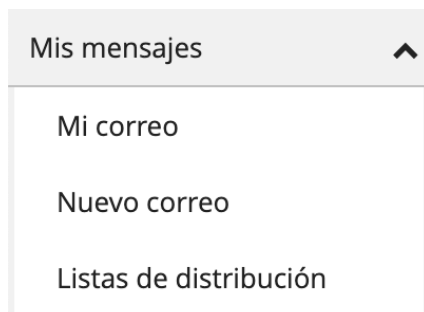 Mis mensajes
Mi correo
Nuevo correo
Listas de distribución